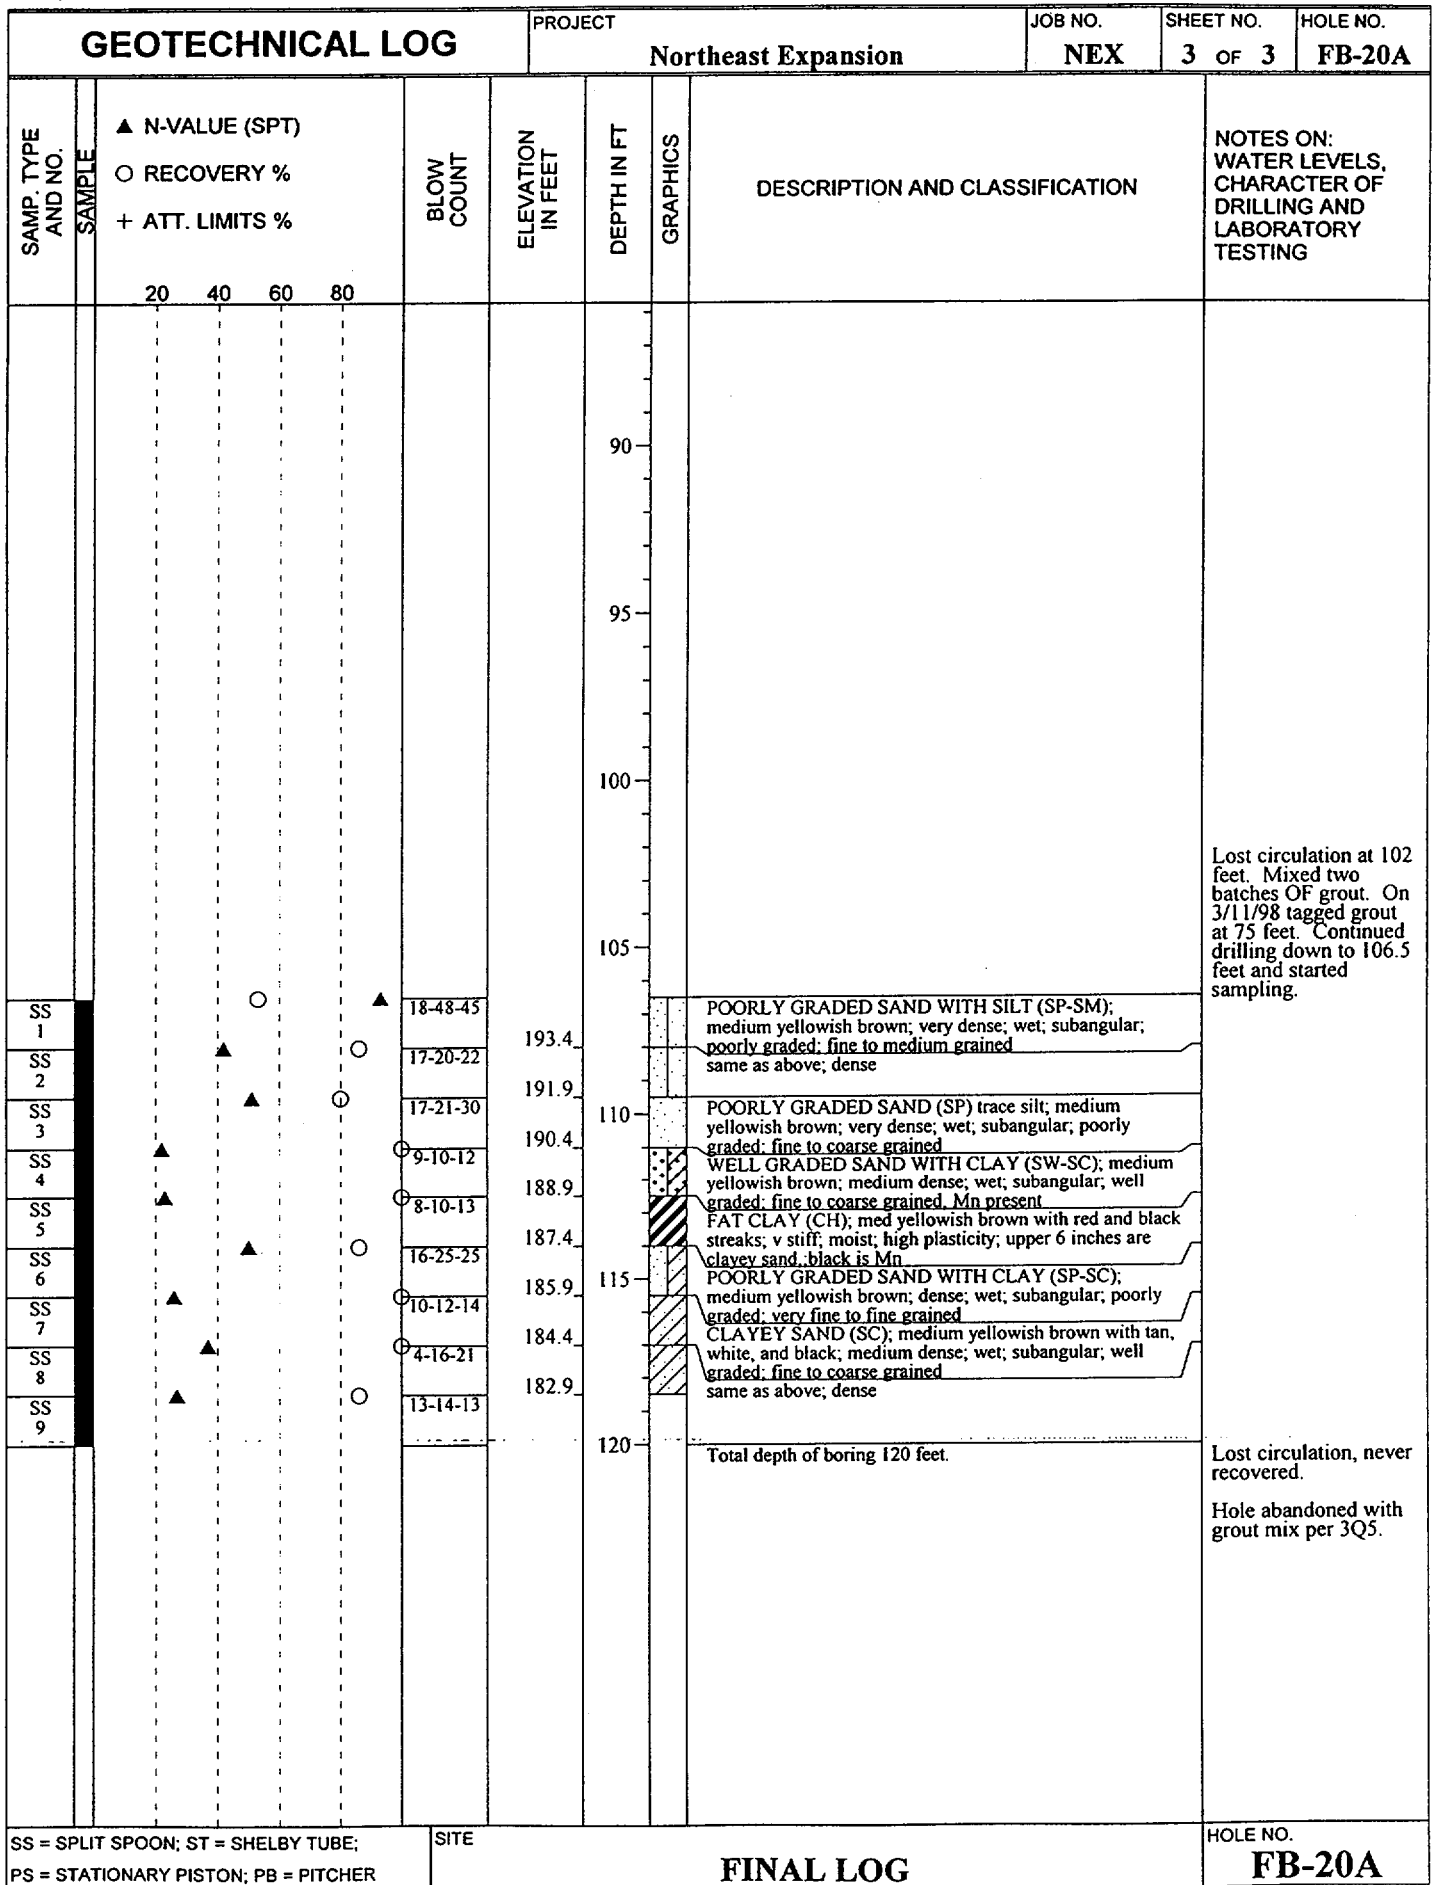 GEOTECHNICAL LOG
PROJECT
Northeast Expansion
JOB NO.
NEX
SHEET NO.
3 OF 3
HOLE NO.
FB-20A
SAMP. TYPE
AND NO.
SAMPLE
▲ N-VALUE (SPT)
○ RECOVERY %
+ ATT. LIMITS %
20 40 60 80
BLOW
COUNT
ELEVATION
IN FEET
DEPTH IN FT
GRAPHICS
DESCRIPTION AND CLASSIFICATION
NOTES ON:
WATER LEVELS,
CHARACTER OF
DRILLING AND
LABORATORY
TESTING
90
95
100
Lost circulation at 102
feet. Mixed two
batches OF grout. On
3/11/98 tagged grout
at 75 feet. Continued
drilling down to 106.5
feet and started
sampling.
105
SS
1
18-48-45
POORLY GRADED SAND WITH SILT (SP-SM);
medium yellowish brown; very dense; wet; subangular;
poorly graded; fine to medium grained
193.4
SS
2
17-20-22
same as above; dense
191.9
SS
3
17-21-30
110
POORLY GRADED SAND (SP) trace silt; medium
yellowish brown; very dense; wet; subangular; poorly
graded; fine to coarse grained
190.4
SS
4
9-10-12
WELL GRADED SAND WITH CLAY (SW-SC); medium
yellowish brown; medium dense; wet; subangular; well
graded; fine to coarse grained, Mn present
188.9
SS
5
8-10-13
FAT CLAY (CH); med yellowish brown with red and black
streaks; v stiff; moist; high plasticity; upper 6 inches are
clayey sand.;black is Mn
187.4
SS
6
16-25-25
115
POORLY GRADED SAND WITH CLAY (SP-SC);
medium yellowish brown; dense; wet; subangular; poorly
graded; very fine to fine grained
185.9
SS
7
10-12-14
CLAYEY SAND (SC); medium yellowish brown with tan,
white, and black; medium dense; wet; subangular; well
graded; fine to coarse grained
184.4
SS
8
4-16-21
same as above; dense
182.9
SS
9
13-14-13
120
Total depth of boring 120 feet.
Lost circulation, never
recovered.
Hole abandoned with
grout mix per 3Q5.
SS = SPLIT SPOON; ST = SHELBY TUBE;
PS = STATIONARY PISTON; PB = PITCHER
SITE
FINAL LOG
HOLE NO.
FB-20A